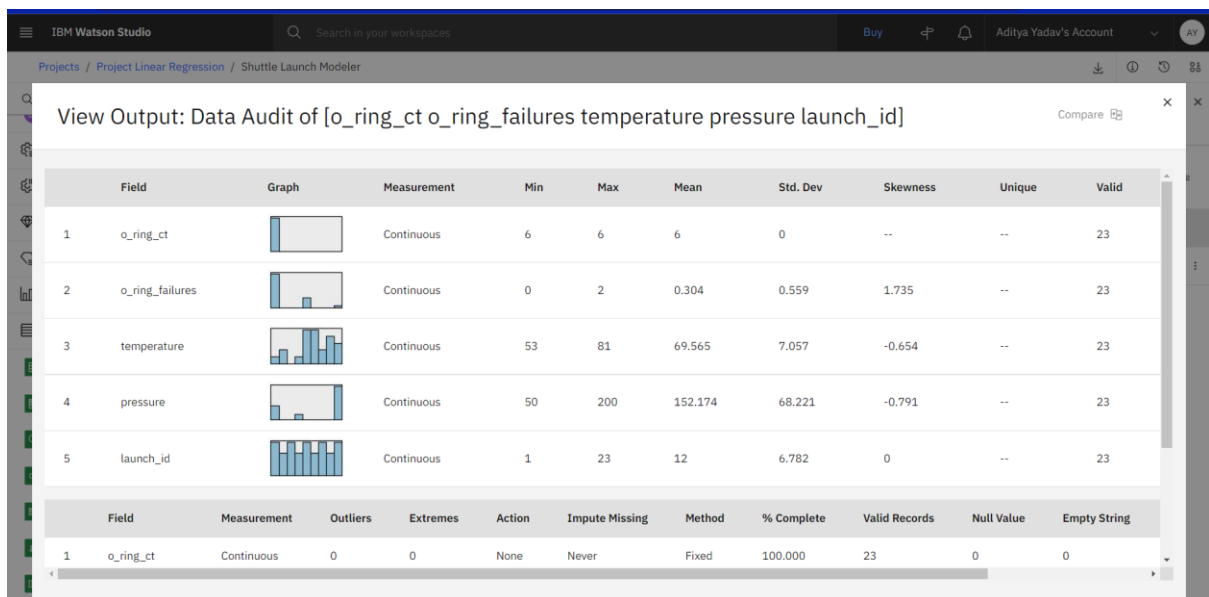 IBM Watson Studio Search in your workspaces Buy Aditya Yadav's Account AY
Projects / Project Linear Regression / Shuttle Launch Modeler
View Output: Data Audit of [o_ring_ct o_ring_failures temperature pressure launch_id] Compare
Field Graph Measurement Min Max Mean Std. Dev Skewness Unique Valid
1 o_ring_ct Continuous 6 6 6 0 -- -- 23
2 o_ring_failures Continuous 0 2 0.304 0.559 1.735 -- 23
3 temperature Continuous 53 81 69.565 7.057 -0.654 -- 23
4 pressure Continuous 50 200 152.174 68.221 -0.791 -- 23
5 launch_id Continuous 1 23 12 6.782 0 -- 23
Field Measurement Outliers Extremes Action Impute Missing Method % Complete Valid Records Null Value Empty String
1 o_ring_ct Continuous 0 0 None Never Fixed 100.000 23 0 0